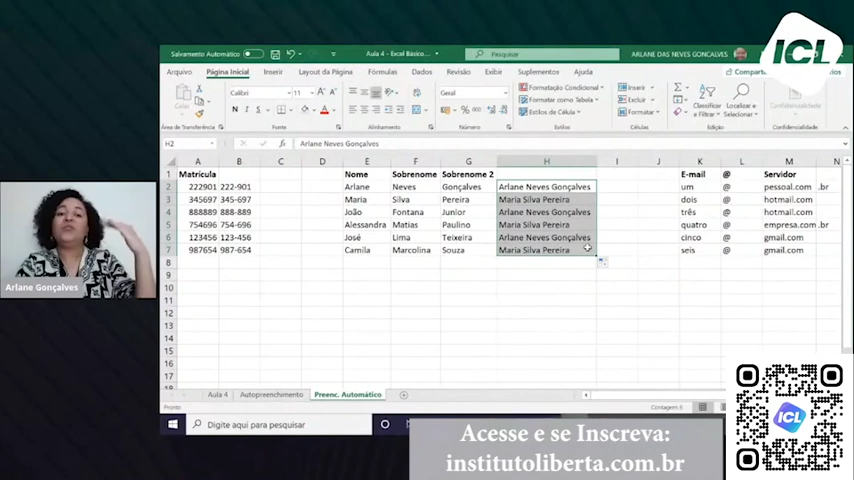 ICL
Salvamento Automático
Aula 4 – Excel Básico...
Pesquisar
ARLANE DAS NEVES GONCALVES
Arquivo Página Inicial Inserir Layout da Página Fórmulas Dados Revisão Exibir Suplementos Ajuda
Calibri 11
Geral
Formatação Condicional
Formatar como Tabela
Estilos de Célula
Inserir
Excluir
Formatar
Classificar e Filtrar
Localizar e Selecionar
Confidencialidade
Colar
N I S
Área de Transferência Fonte Alinhamento Número Estilos Células Edição Confidencialidade
H2 Arlane Neves Gonçalves
A B C D E F G H I J K L M N
1 Matrícula Nome Sobrenome Sobrenome 2 E-mail @ Servidor
2 222901 222-901 Arlane Neves Gonçalves Arlane Neves Gonçalves um @ pessoal.com .br
3 345697 345-697 Maria Silva Pereira Maria Silva Pereira dois @ hotmail.com
4 888889 888-889 João Fontana Junior Arlane Neves Gonçalves três @ hotmail.com
5 754696 754-696 Alessandra Matias Paulino Maria Silva Pereira quatro @ empresa.com .br
6 123456 123-456 José Lima Teixeira Arlane Neves Gonçalves cinco @ gmail.com
7 987654 987-654 Camila Marcolina Souza Maria Silva Pereira seis @ gmail.com
8
9
10
11
12
13
14
15
16
17
Arlane Gonçalves
Aula 4 Autopreenchimento Preenc. Automático
Pronto
Digite aqui para pesquisar
Acesse e se Inscreva:
institutoliberta.com.br
ICL